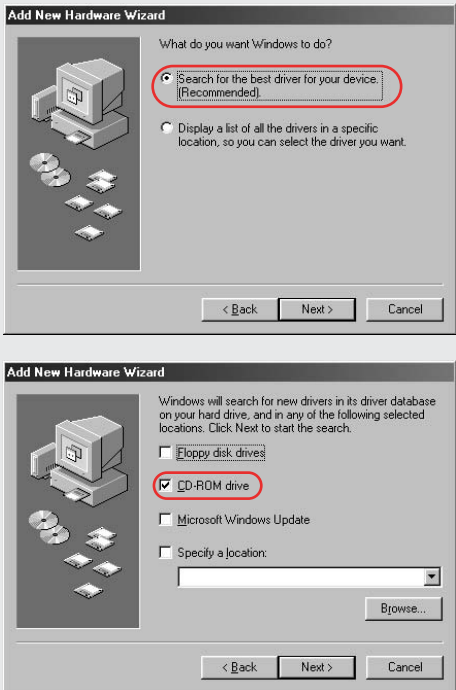 Add New Hardware Wizard
What do you want Windows to do?
Search for the best driver for your device.
(Recommended).
Display a list of all the drivers in a specific
location, so you can select the driver you want.
< Back
Next >
Cancel
Add New Hardware Wizard
Windows will search for new drivers in its driver database
on your hard drive, and in any of the following selected
locations. Click Next to start the search.
Floppy disk drives
CD-ROM drive
Microsoft Windows Update
Specify a location:
Browse...
< Back
Next >
Cancel